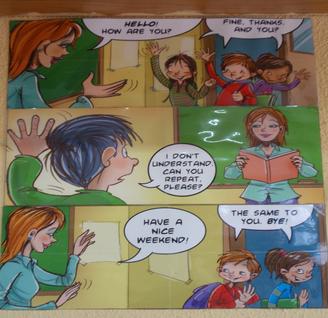 HELLO!
HOW ARE YOU?
FINE, THANKS.
AND YOU?
I DON'T
UNDERSTAND.
CAN YOU
REPEAT,
PLEASE?
HAVE A
NICE
WEEKEND!
THE SAME TO
YOU. BYE!